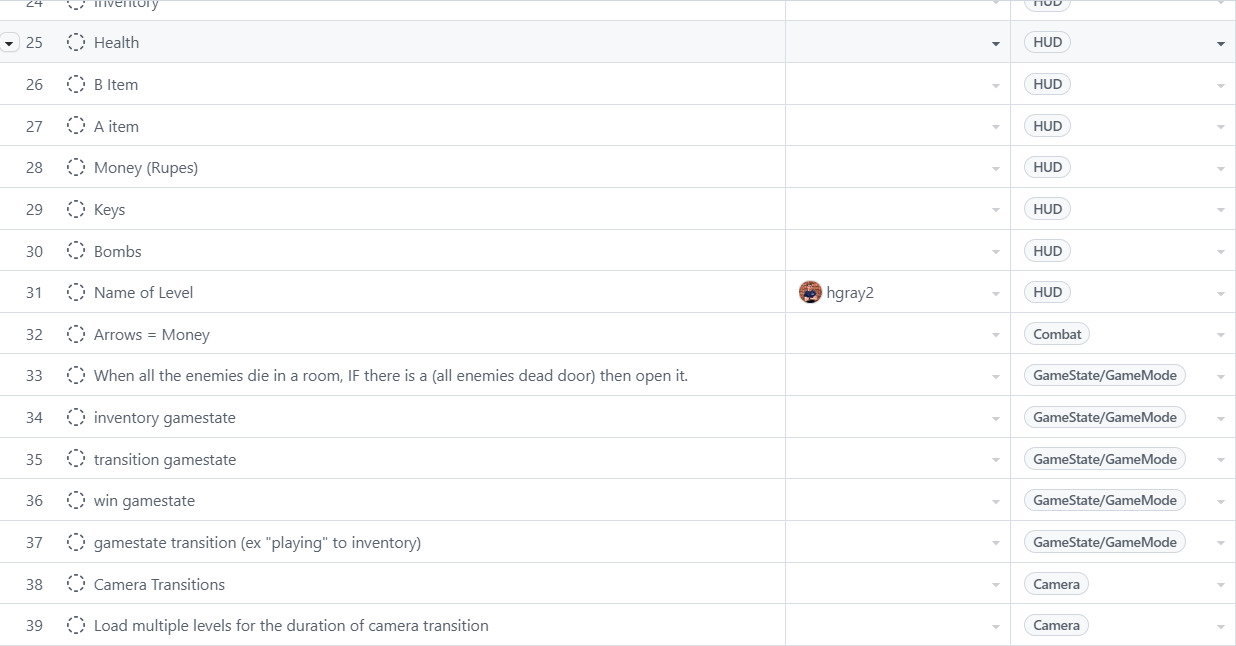 24 Inventory HUD
25 Health HUD
26 B Item HUD
27 A item HUD
28 Money (Rupes) HUD
29 Keys HUD
30 Bombs HUD
31 Name of Level hgray2 HUD
32 Arrows = Money Combat
33 When all the enemies die in a room, IF there is a (all enemies dead door) then open it. GameState/GameMode
34 inventory gamestate GameState/GameMode
35 transition gamestate GameState/GameMode
36 win gamestate GameState/GameMode
37 gamestate transition (ex "playing" to inventory) GameState/GameMode
38 Camera Transitions Camera
39 Load multiple levels for the duration of camera transition Camera